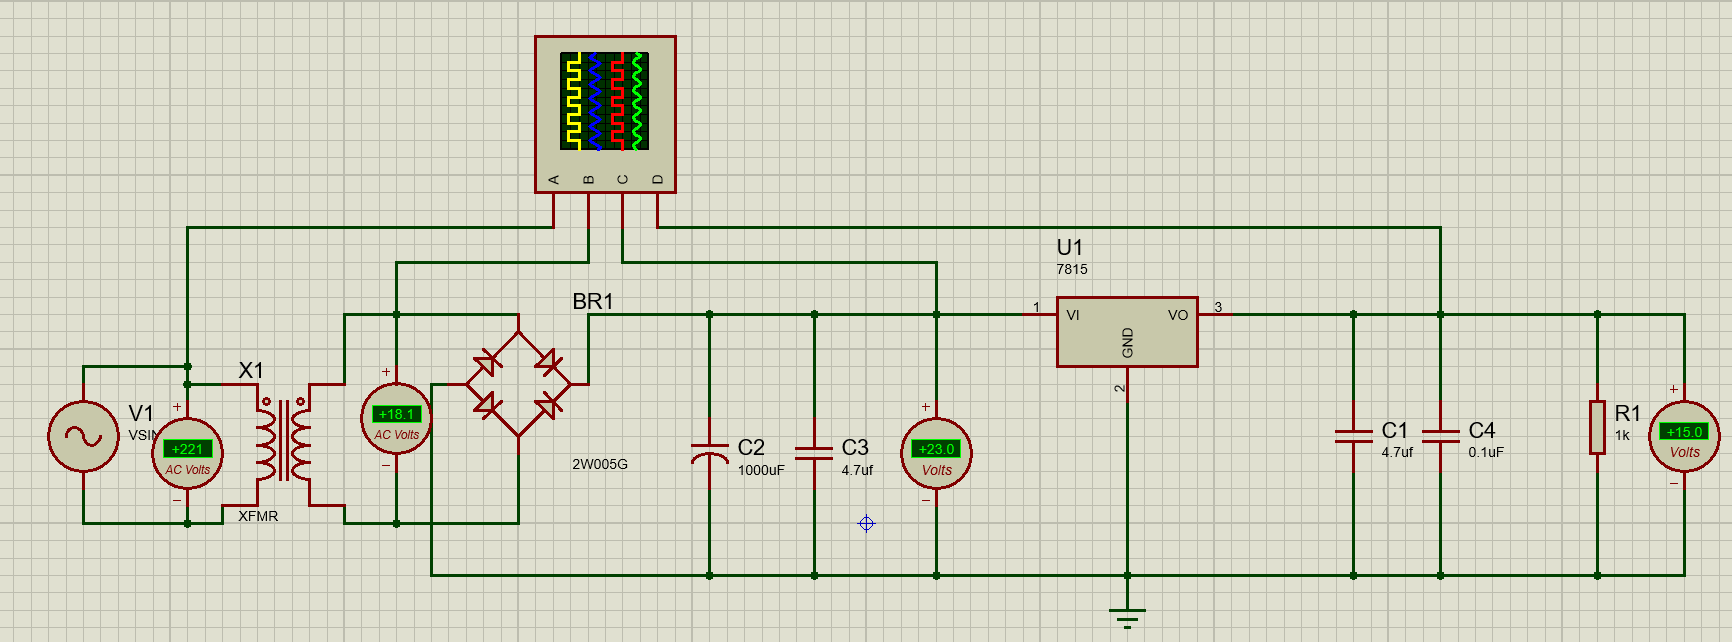 A B C D
U1
7815
BR1
1
VI
VO
3
GND
2
X1
+
+18.1
AC Volts
−
V1
VSIN
+
+221
AC Volts
−
XFMR
2W005G
C2
1000uF
C3
4.7uf
+
+23.0
Volts
−
C1
4.7uf
C4
0.1uF
R1
1k
+
+15.0
Volts
−